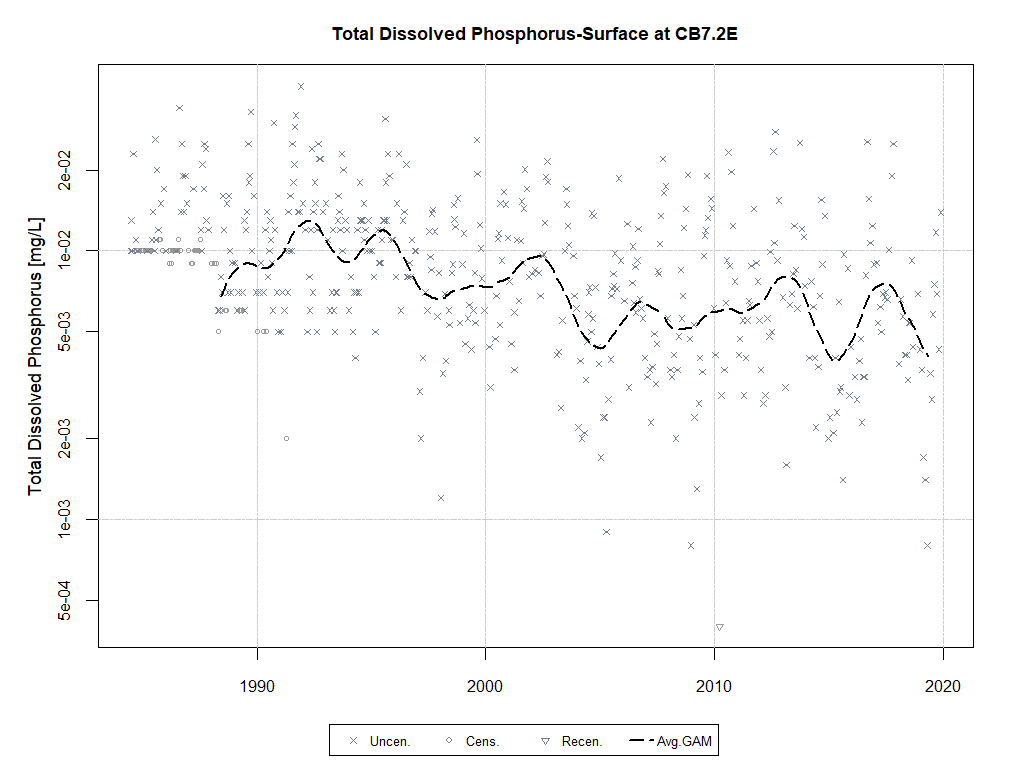 Total Dissolved Phosphorus-Surface at CB7.2E
Total Dissolved Phosphorus [mg/L]
2e-02
1e-02
5e-03
2e-03
1e-03
5e-04
1990 2000 2010 2020
Uncen. Cens. Recen. Avg.GAM